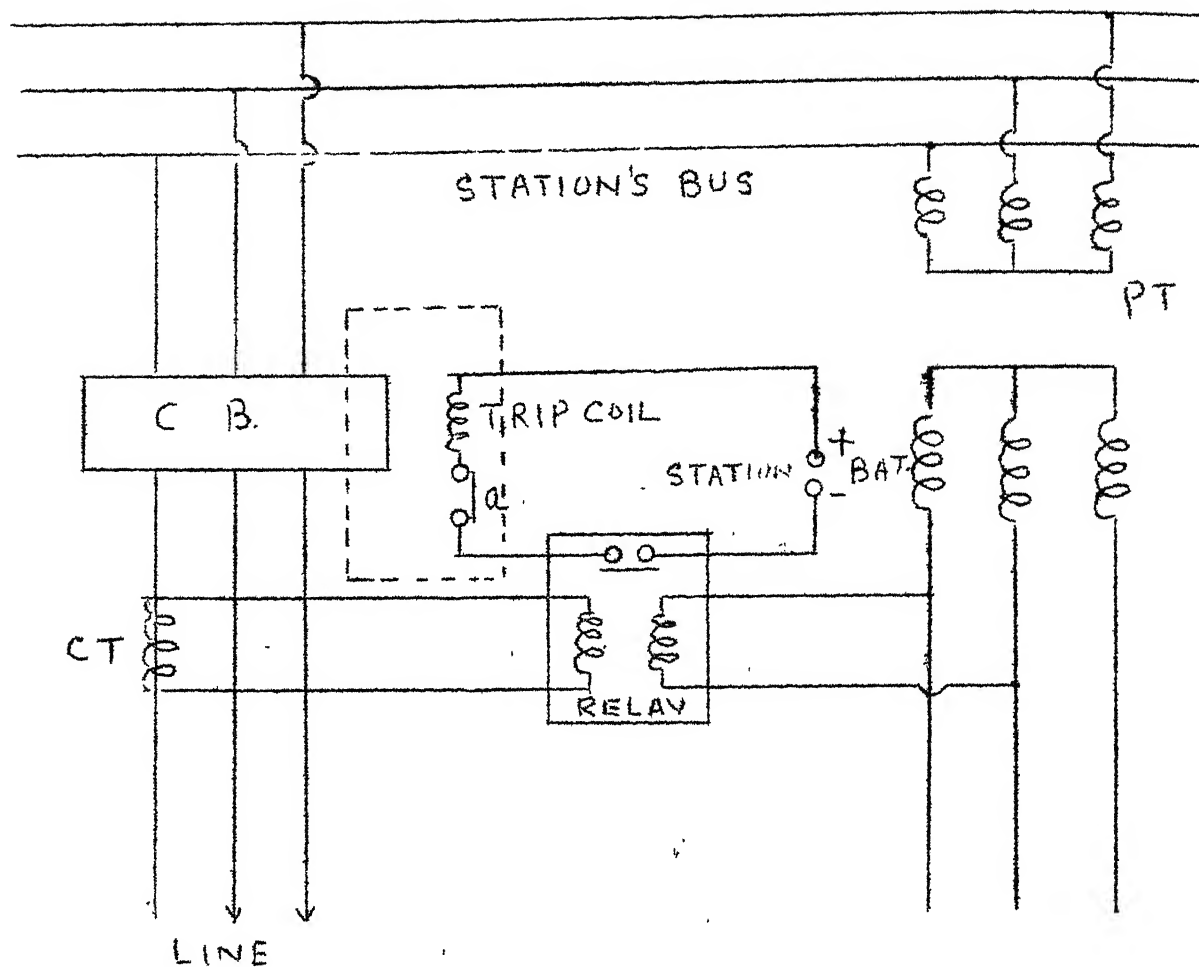 STATION'S BUS
PT
C B.
TRIP COIL
+
STATION BAT.
-
a
CT
RELAY
LINE